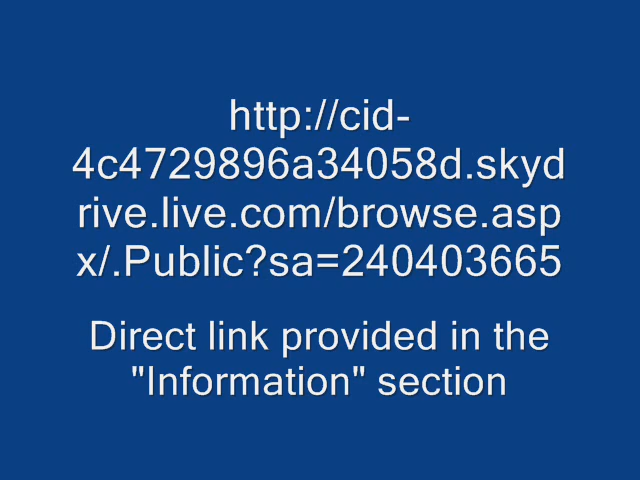 http://cid-
4c4729896a34058d.skyd
rive.live.com/browse.asp
x/.Public?sa=240403665
Direct link provided in the
"Information" section